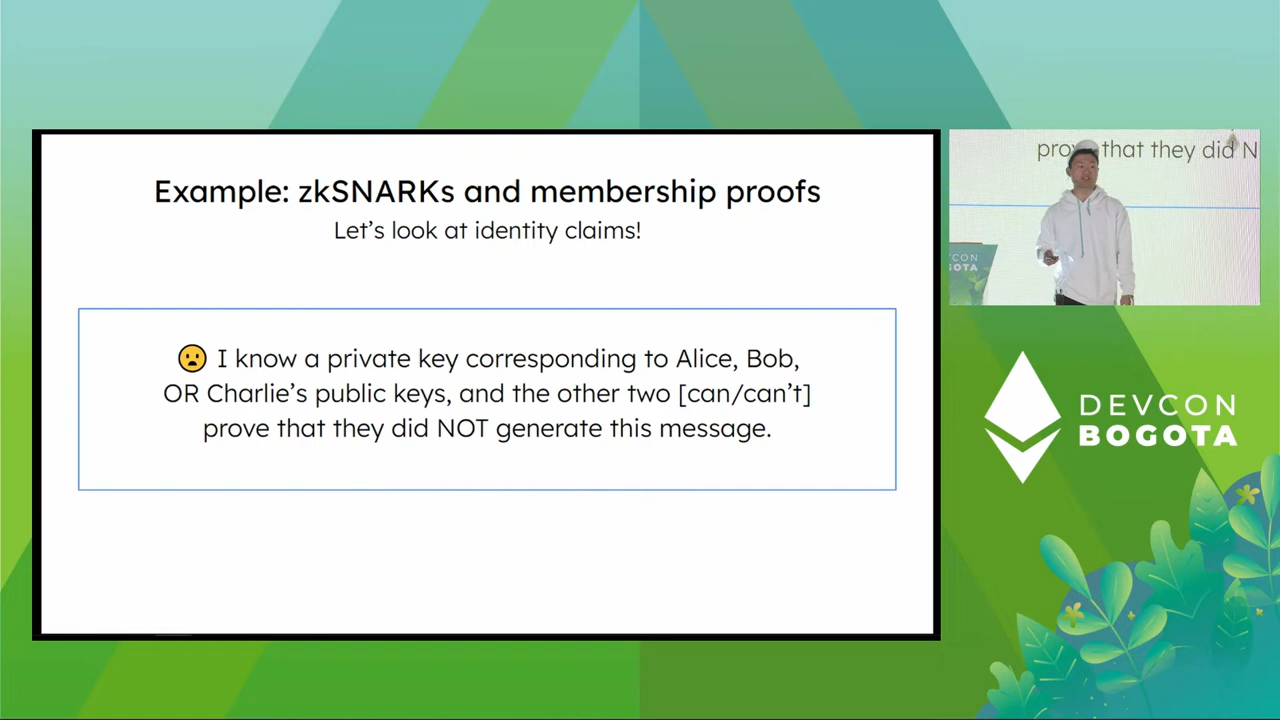 Example: zkSNARKs and membership proofs
Let's look at identity claims!
😮 I know a private key corresponding to Alice, Bob,
OR Charlie's public keys, and the other two [can/can't]
prove that they did NOT generate this message.
prove that they did N
VCON
GOTA
DEVCON
BOGOTA